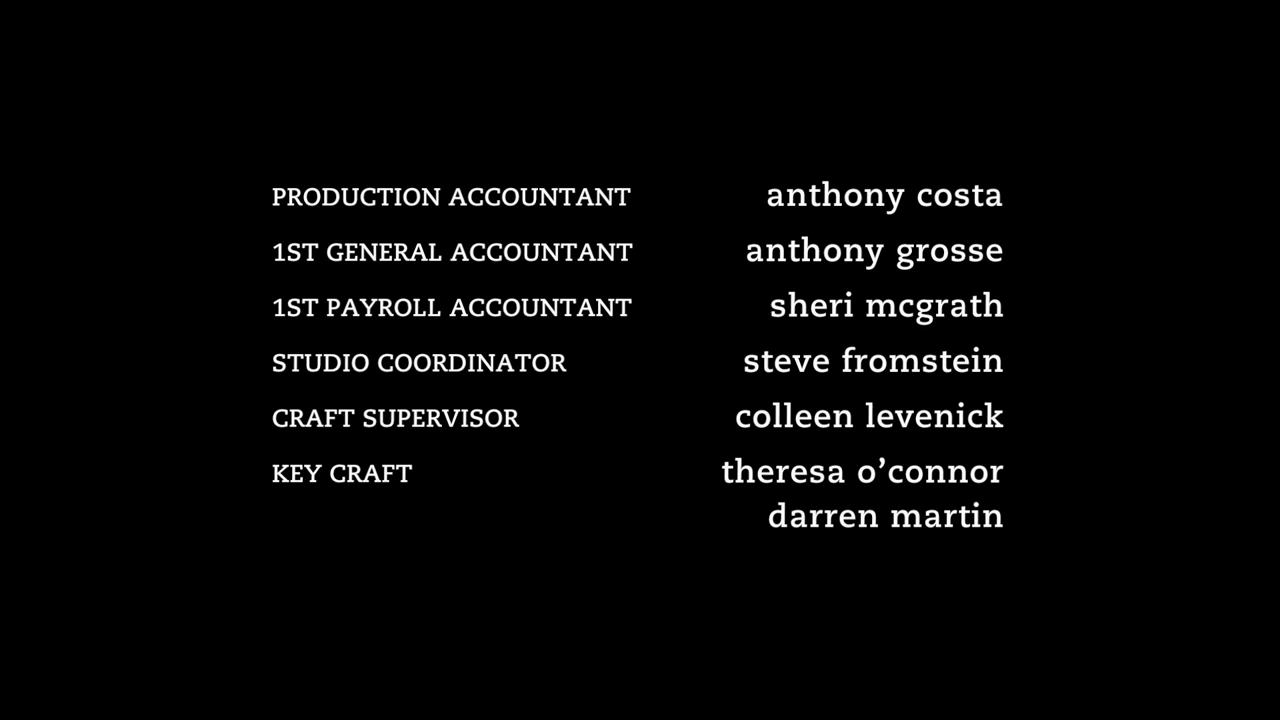 PRODUCTION ACCOUNTANT anthony costa
1ST GENERAL ACCOUNTANT anthony grosse
1ST PAYROLL ACCOUNTANT sheri mcgrath
STUDIO COORDINATOR steve fromstein
CRAFT SUPERVISOR colleen levenick
KEY CRAFT theresa o’connor
darren martin